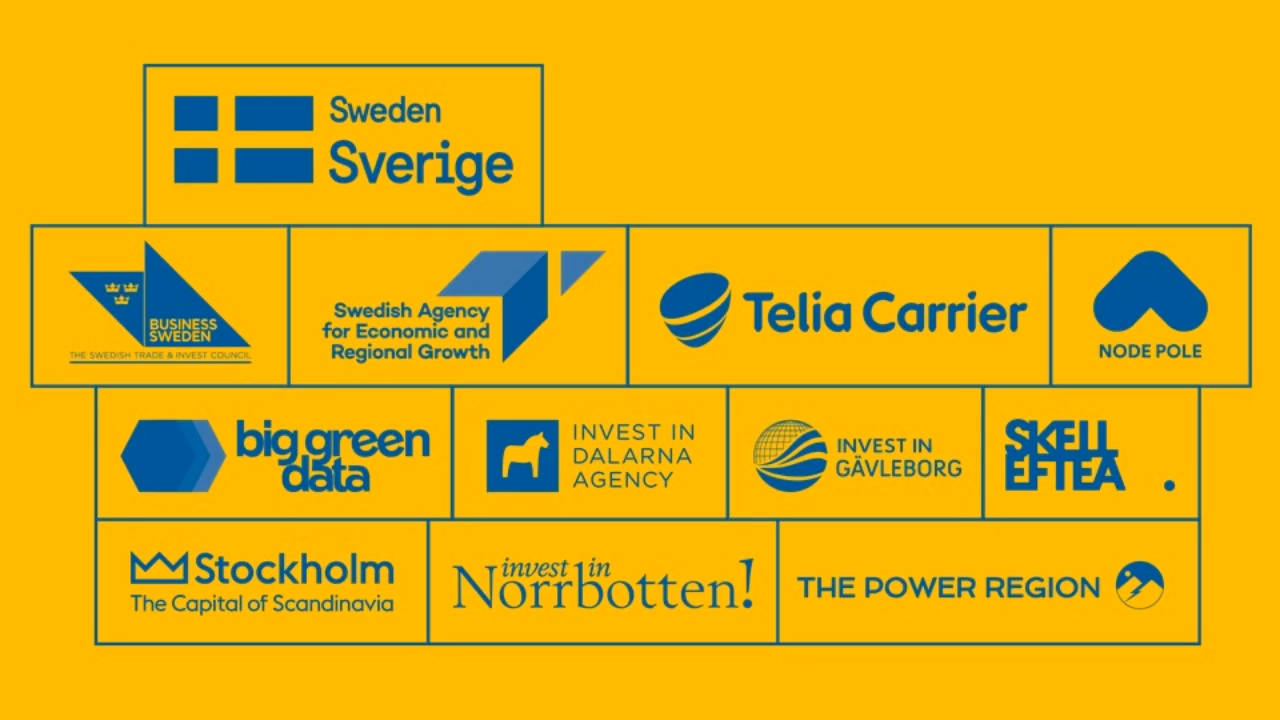 Sweden
Sverige
BUSINESS
SWEDEN
THE SWEDISH TRADE & INVEST COUNCIL
Swedish Agency
for Economic and
Regional Growth
Telia Carrier
NODE POLE
big green
data
INVEST IN
DALARNA
AGENCY
INVEST IN
GÄVLEBORG
SKELL
EFTEA.
Stockholm
The Capital of Scandinavia
invest in
Norrbotten!
THE POWER REGION